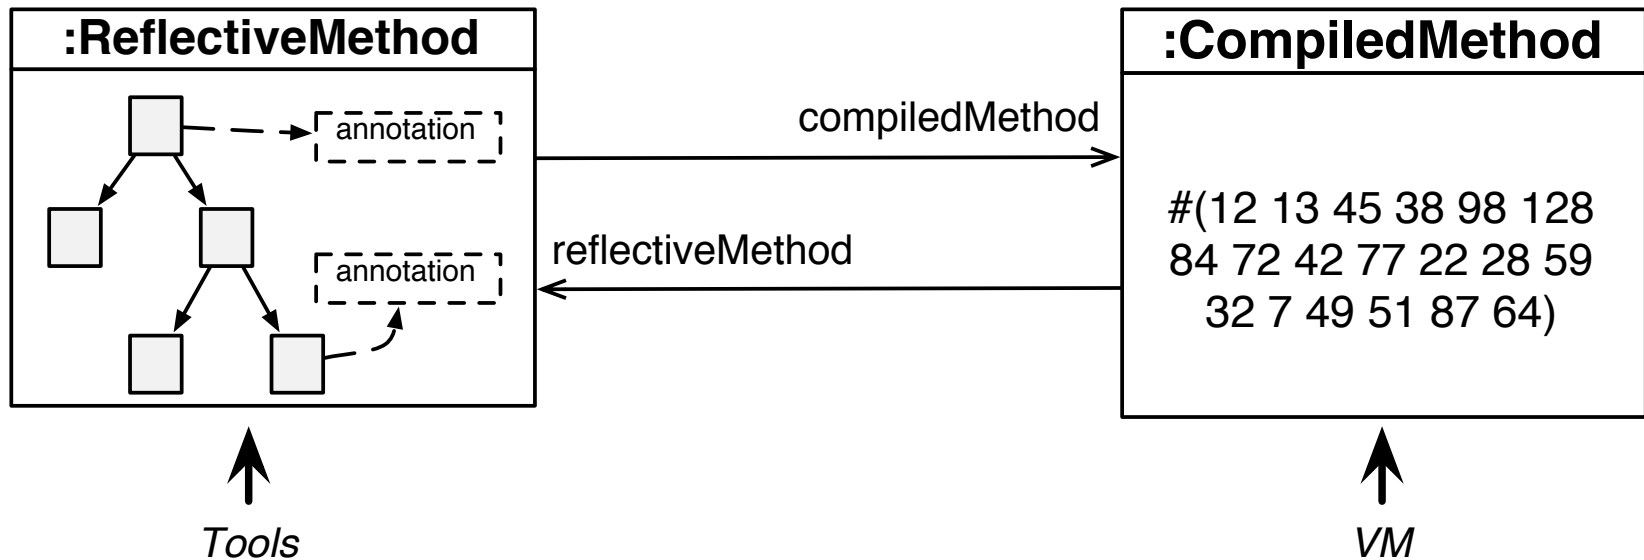 :ReflectiveMethod
annotation
annotation
Tools
compiledMethod
reflectiveMethod
:CompiledMethod
#(12 13 45 38 98 128
84 72 42 77 22 28 59
32 7 49 51 87 64)
VM